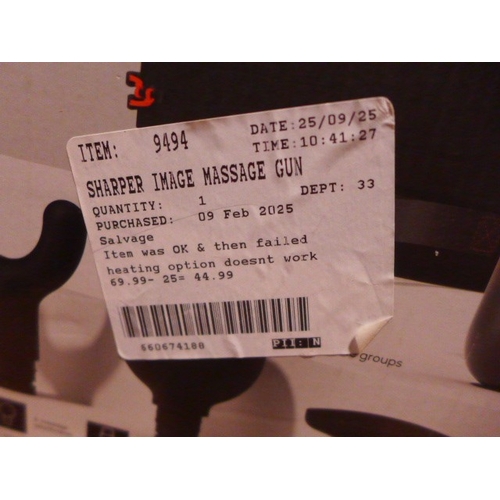 ITEM: 9494 DATE:25/09/25
TIME:10:41:27
SHARPER IMAGE MASSAGE GUN
QUANTITY: 1 DEPT: 33
PURCHASED: 09 Feb 2025
Salvage
Item was OK & then failed
heating option doesnt work
69.99- 25= 44.99
660674188 PII: N
groups